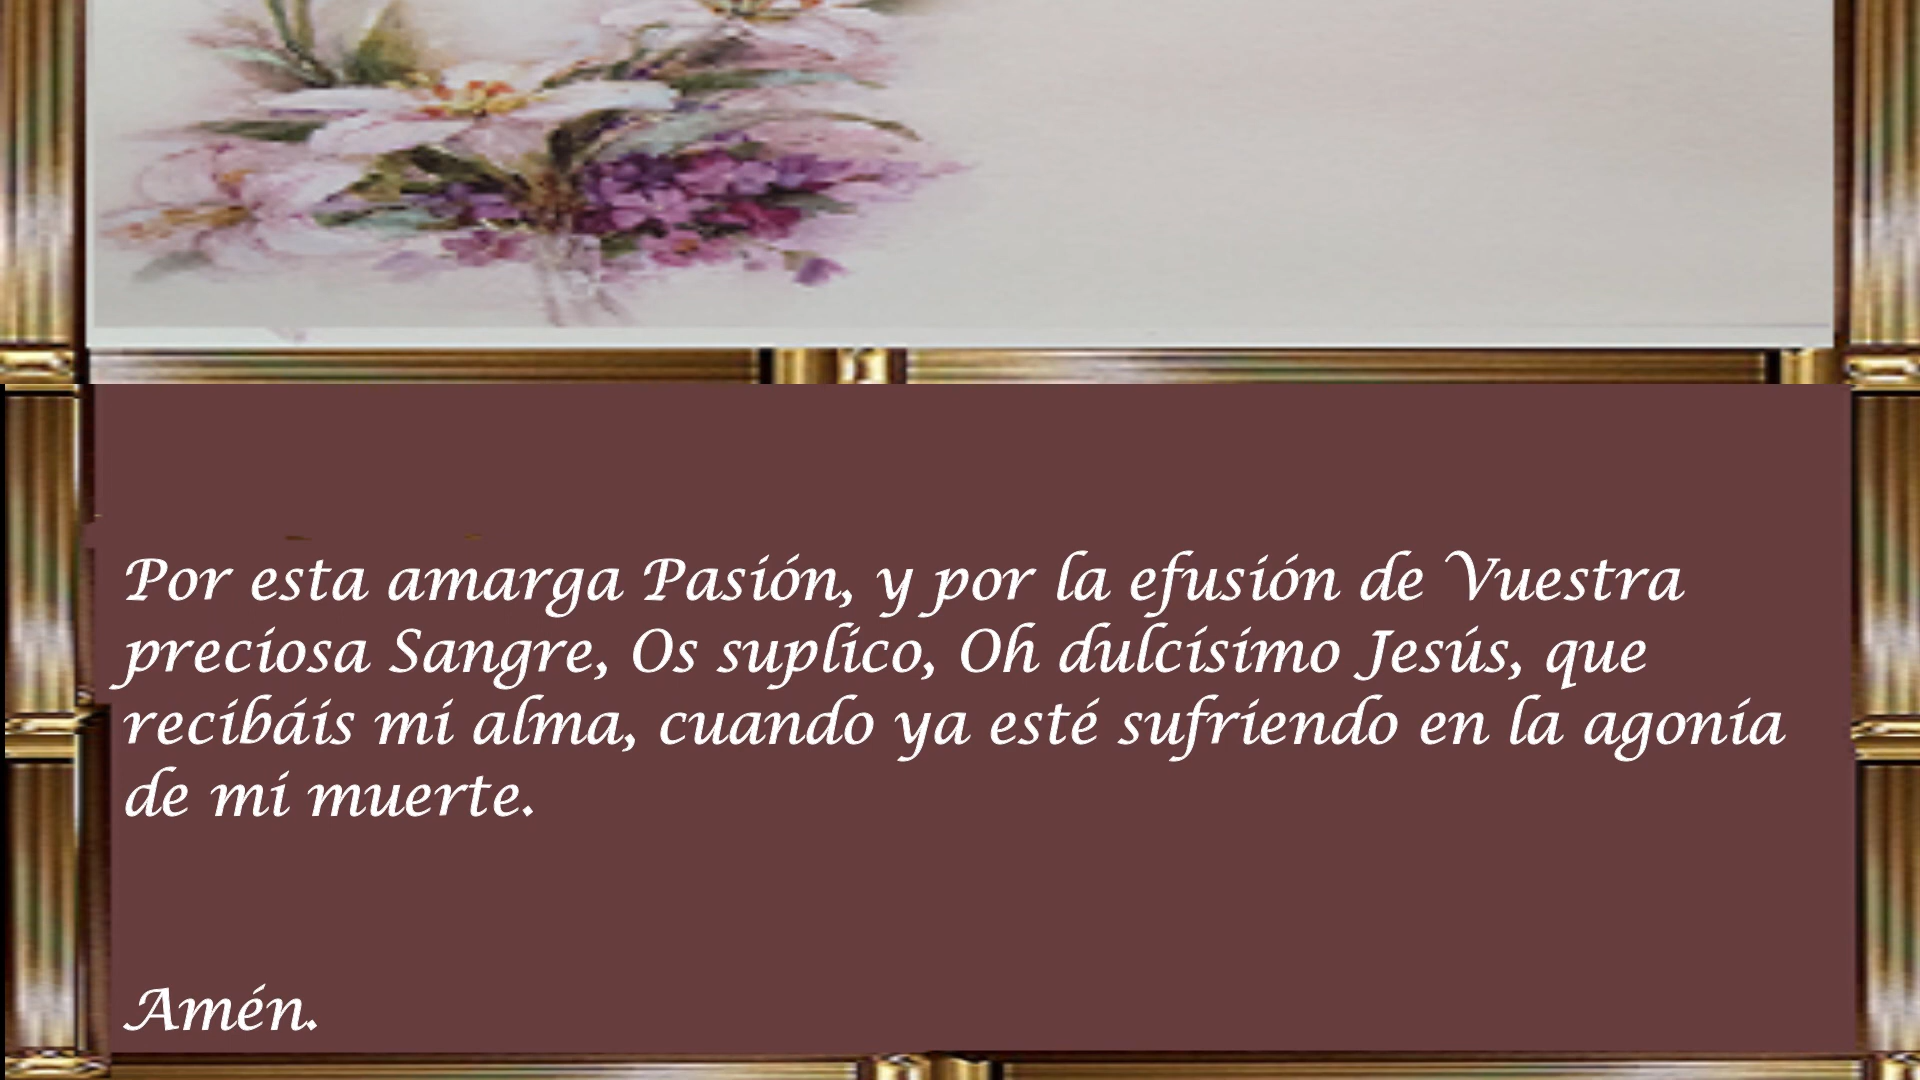 Por esta amarga Pasión, y por la efusión de Vuestra
preciosa Sangre, Os suplico, Oh dulcísimo Jesús, que
recibáis mi alma, cuando ya esté sufriendo en la agonía
de mi muerte.
Amén.